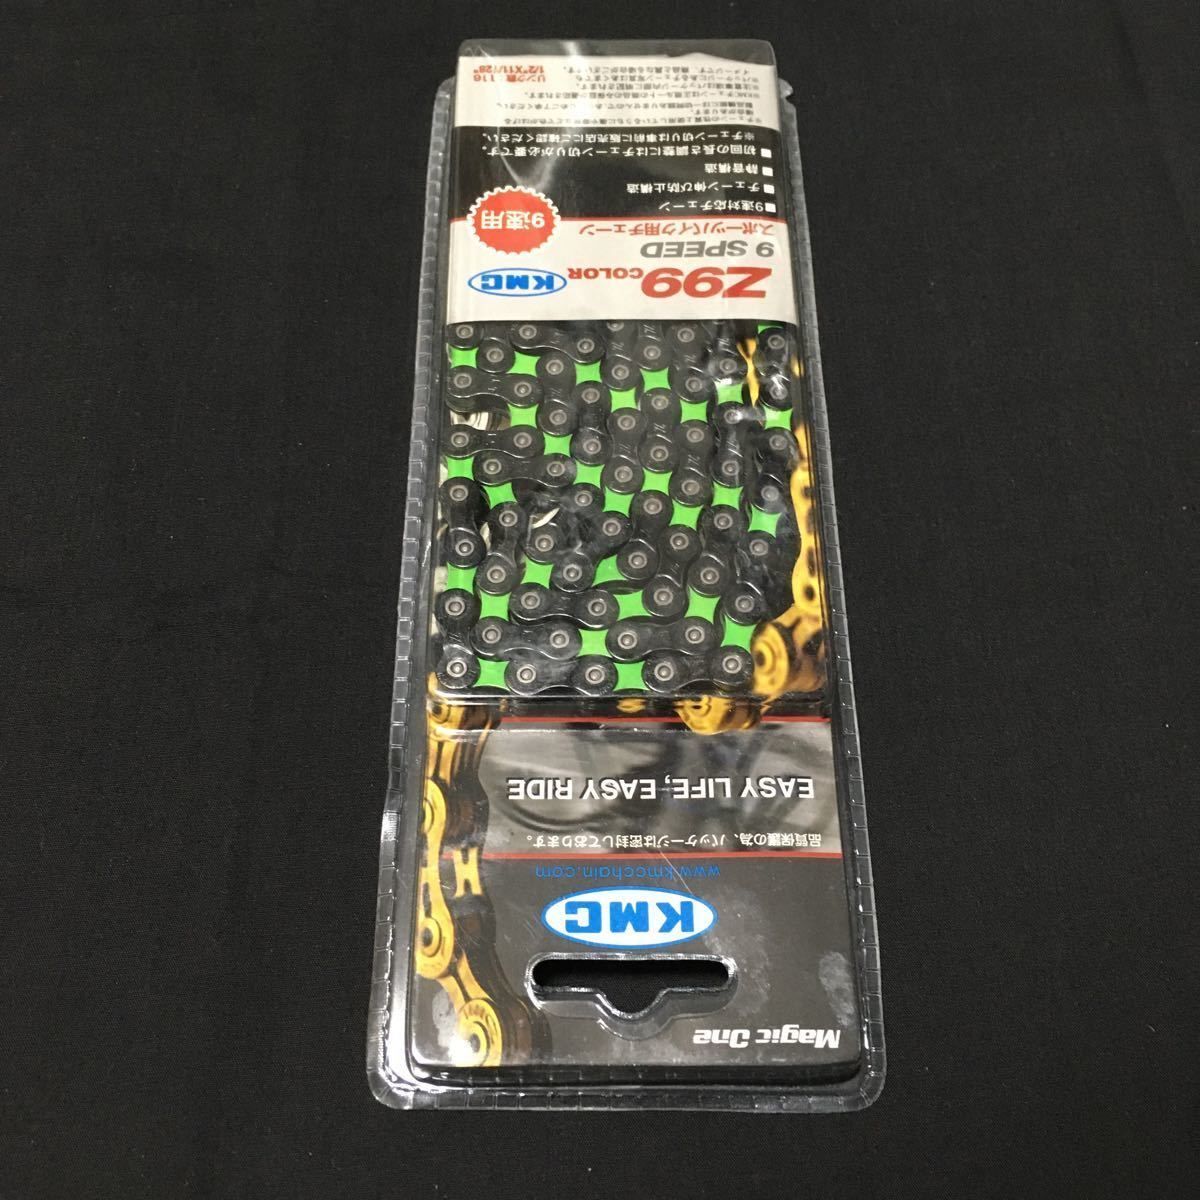 Magic One
KMC
www.kmcchain.com
品質保護の為、パッケージは密封しております。
EASY LIFE, EASY RIDE
Z99 COLOR
KMC
9 SPEED
スポーツバイク用チェーン
9速用
■9速対応チェーン
■チェーン伸び防止構造
■静音構造
■初回の長さ調整にはチェーン切りが必要です。
※チェーン切りは事前に販売店にご確認ください。
リンク数:116
1/2"X11/128"